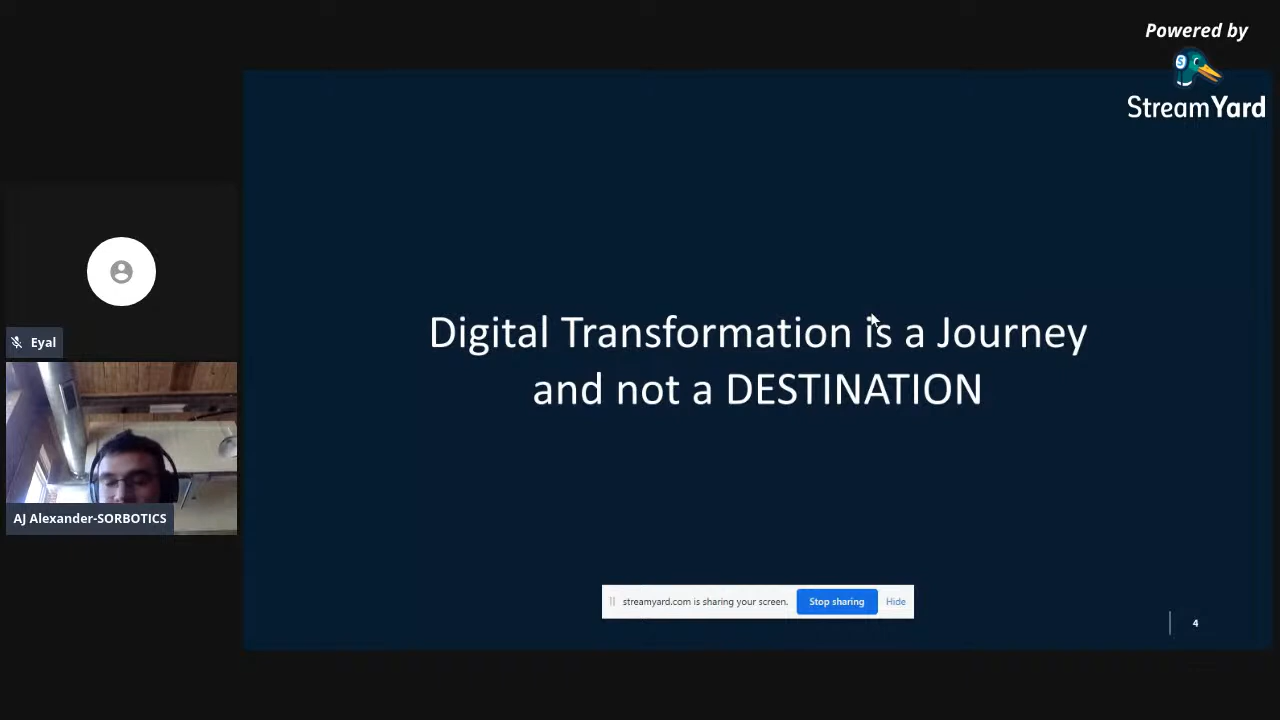 Powered by
StreamYard
Eyal
AJ Alexander-SORBOTICS
Digital Transformation is a Journey
and not a DESTINATION
streamyard.com is sharing your screen. Stop sharing Hide
4